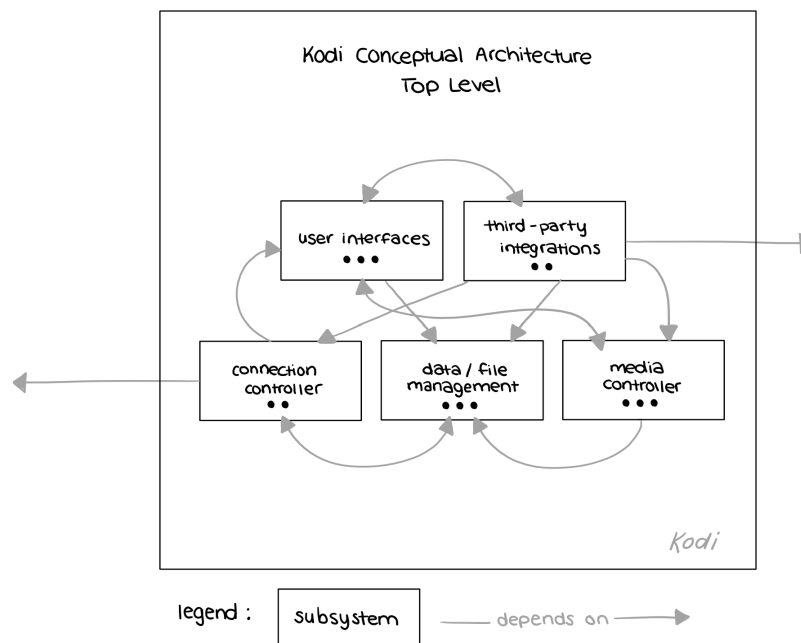 Kodi Conceptual Architecture
Top Level
user interfaces
third-party
integrations
connection
controller
data / file
management
media
controller
Kodi
legend :
subsystem
depends on